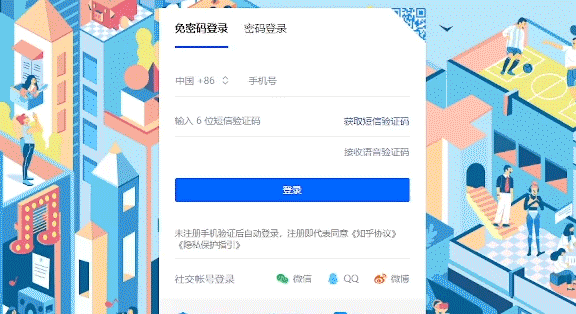 免密码登录 密码登录
中国 +86 手机号
输入 6 位短信验证码 获取短信验证码
接收语音验证码
登录
未注册手机验证后自动登录，注册即代表同意《知乎协议》
《隐私保护指引》
社交帐号登录 微信 QQ 微博